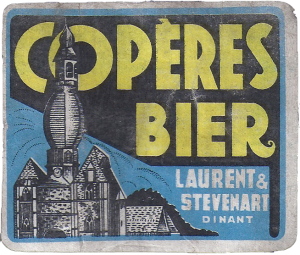 COPÈRES
BIER
LAURENT &
STEVENART
DINANT